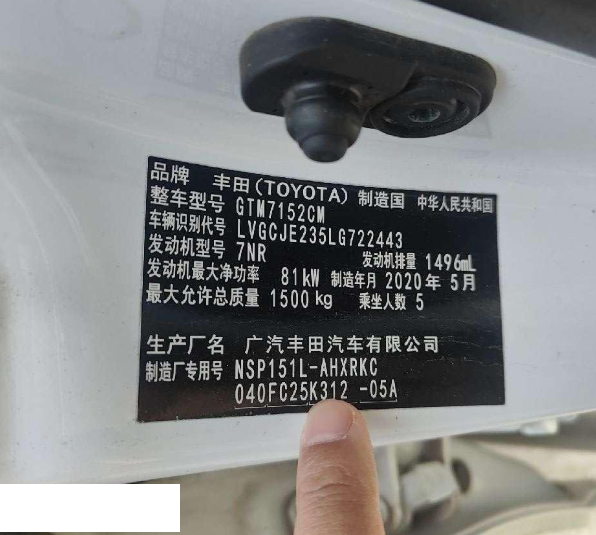 品牌 丰田(TOYOTA) 制造国 中华人民共和国
整车型号 GTM7152CM
车辆识别代号 LVGCJE235LG722443
发动机型号 7NR 发动机排量 1496mL
发动机最大净功率 81kW 制造年月 2020年5月
最大允许总质量 1500kg 乘坐人数 5
生产厂名 广汽丰田汽车有限公司
制造厂专用号 NSP151L-AHXRKC
040FC25K312 -05A